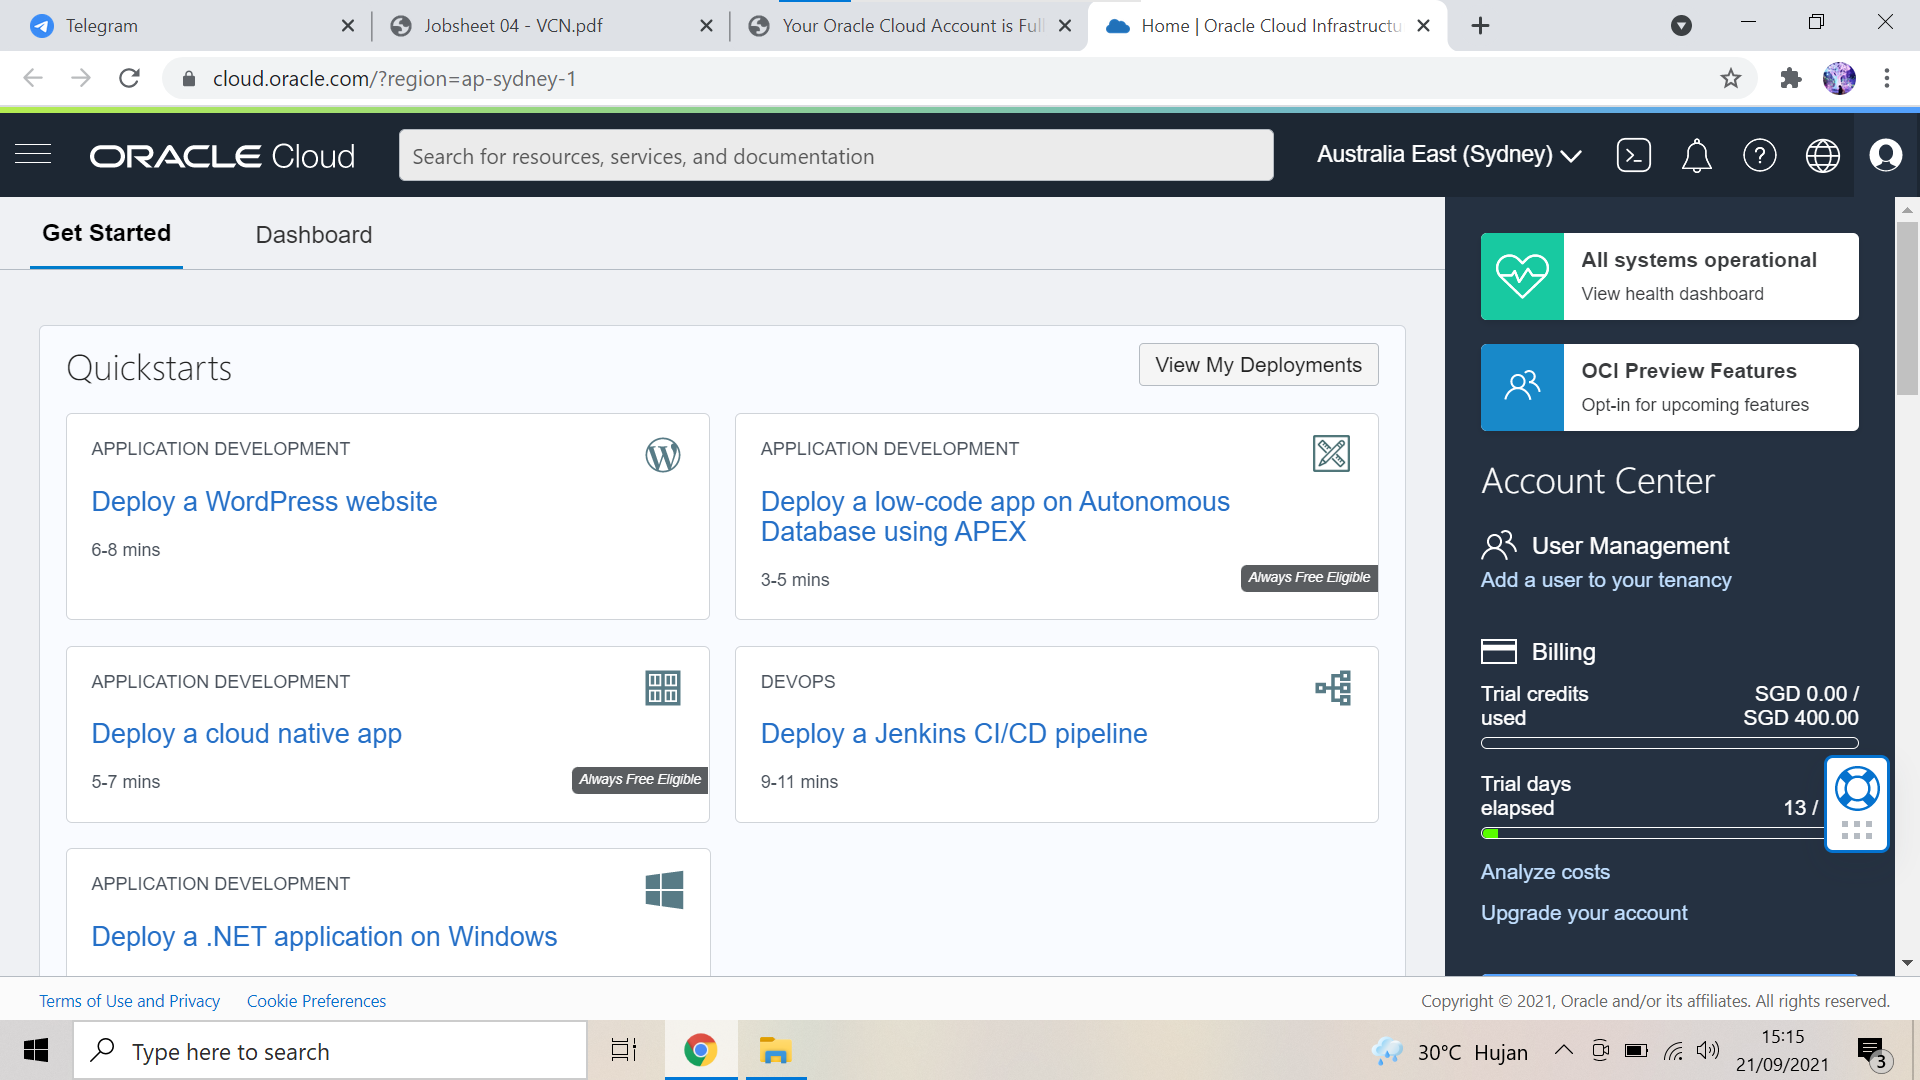 Telegram
Jobsheet 04 - VCN.pdf
Your Oracle Cloud Account is Full
Home | Oracle Cloud Infrastructu
cloud.oracle.com/?region=ap-sydney-1
ORACLE Cloud
Search for resources, services, and documentation
Australia East (Sydney)
Get Started
Dashboard
Quickstarts
View My Deployments
APPLICATION DEVELOPMENT
Deploy a WordPress website
6-8 mins
APPLICATION DEVELOPMENT
Deploy a low-code app on Autonomous
Database using APEX
3-5 mins
Always Free Eligible
APPLICATION DEVELOPMENT
Deploy a cloud native app
5-7 mins
Always Free Eligible
DEVOPS
Deploy a Jenkins CI/CD pipeline
9-11 mins
APPLICATION DEVELOPMENT
Deploy a .NET application on Windows
All systems operational
View health dashboard
OCI Preview Features
Opt-in for upcoming features
Account Center
User Management
Add a user to your tenancy
Billing
Trial credits
used
SGD 0.00 /
SGD 400.00
Trial days
elapsed
13 /
Analyze costs
Upgrade your account
Terms of Use and Privacy
Cookie Preferences
Copyright © 2021, Oracle and/or its affiliates. All rights reserved.
Type here to search
30°C Hujan
15:15
21/09/2021
3